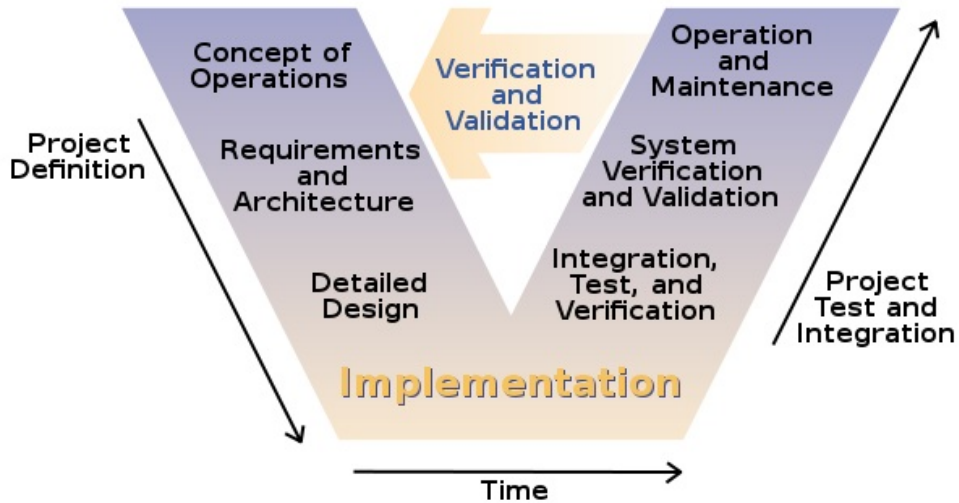 Concept of
Operations
Verification
and
Validation
Operation
and
Maintenance
Project
Definition
Requirements
and
Architecture
System
Verification
and Validation
Detailed
Design
Integration,
Test, and
Verification
Project
Test and
Integration
Implementation
Time